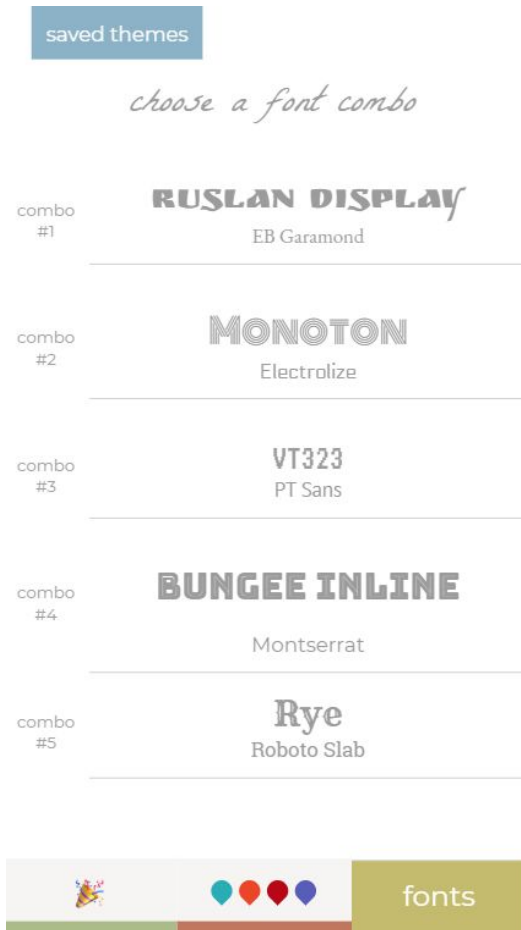 saved themes
choose a font combo
combo
#1
RUSLAN DISPLAY
EB Garamond
combo
#2
MONOTON
Electrolize
combo
#3
VT323
PT Sans
combo
#4
BUNGEE INLINE
Montserrat
combo
#5
Rye
Roboto Slab
fonts